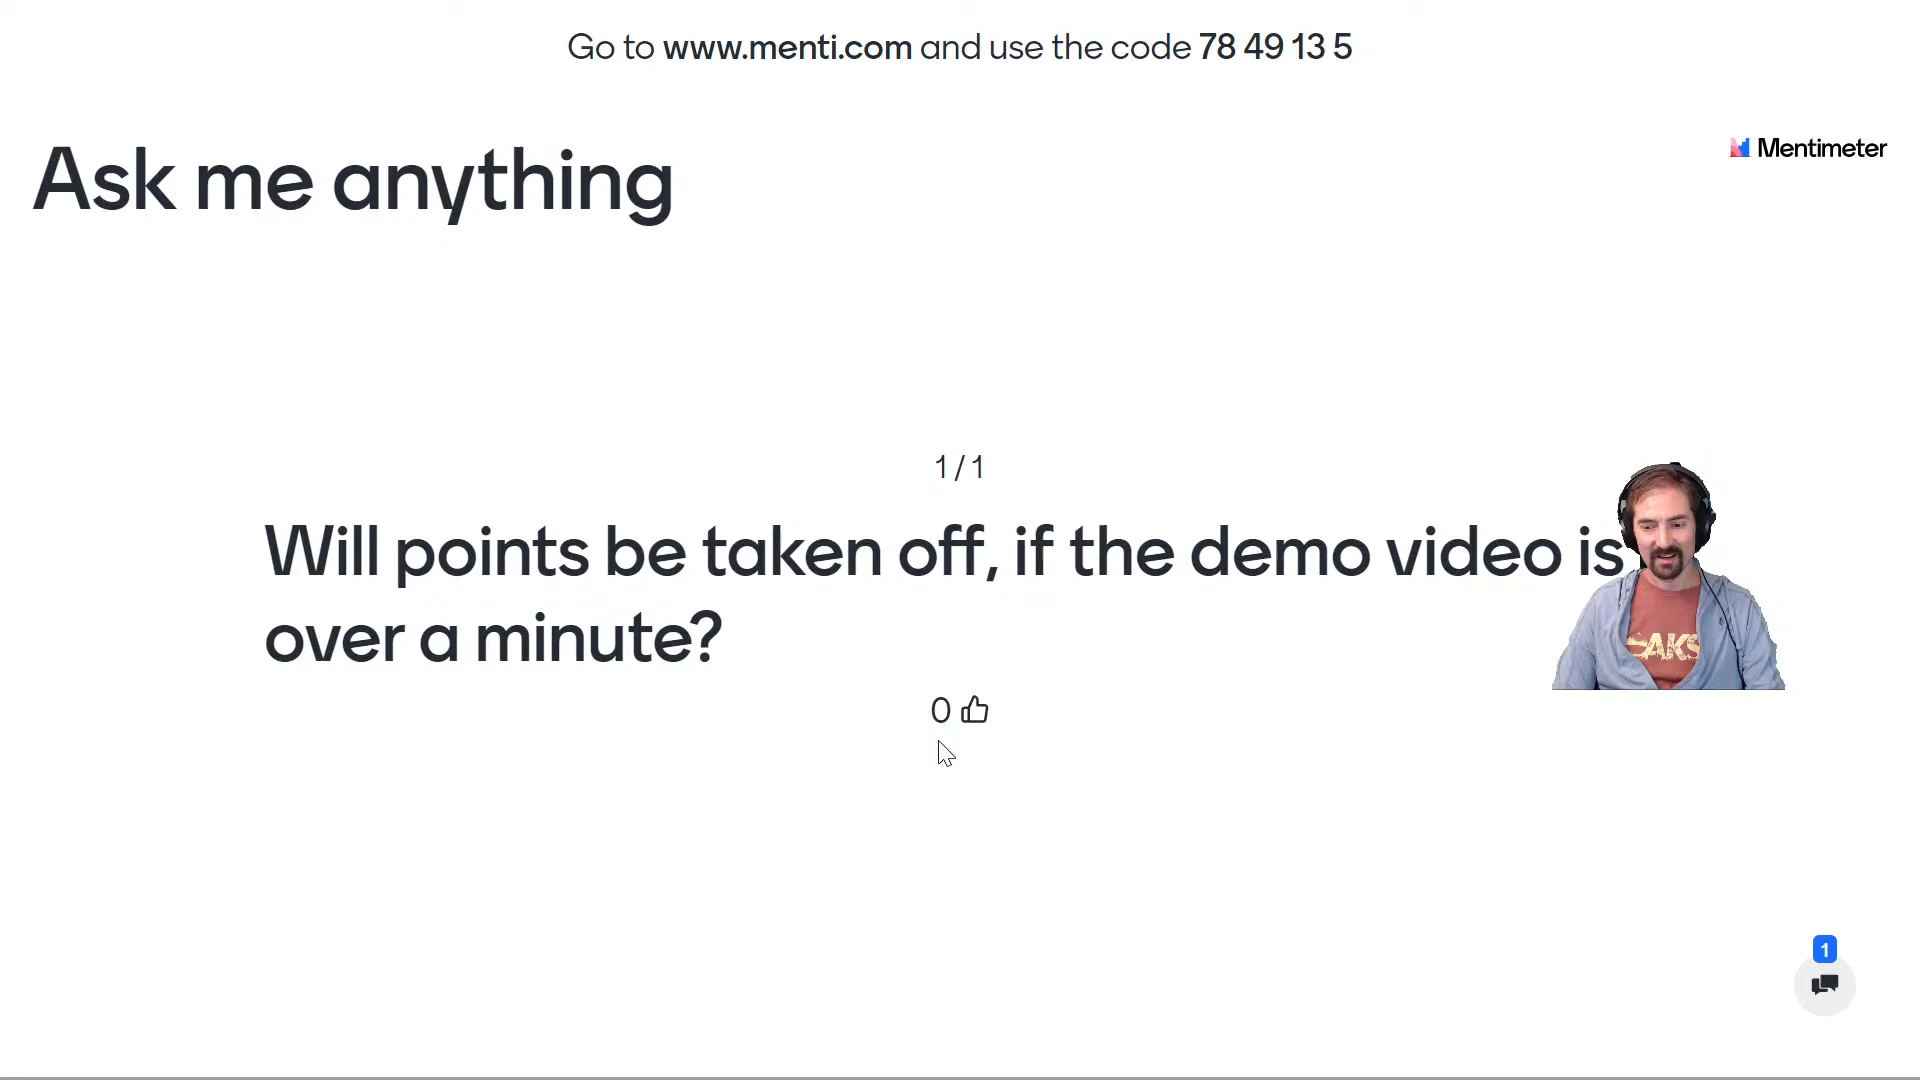 Go to www.menti.com and use the code 78 49 13 5
Ask me anything
Mentimeter
1 / 1
Will points be taken off, if the demo video is
over a minute?
AKS
0
1